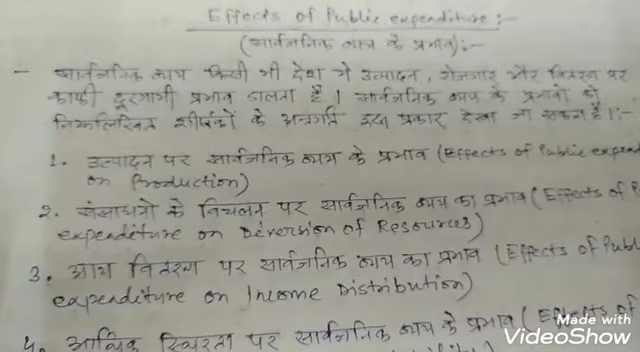 Effects of Public expenditure :-
(सार्वजनिक व्यय के प्रभाव) :-
- सार्वजनिक व्यय किसी भी देश में उत्पादन, रोजगार और वितरण पर
काफी दूरगामी प्रभाव डालता है। सार्वजनिक व्यय के प्रभावों को
निम्नलिखित शीर्षकों के अन्तर्गत इस प्रकार देखा जा सकता है।:-
1. उत्पादन पर सार्वजनिक व्यय के प्रभाव (Effects of Public expend
on Production)
2. संसाधनों के विचलन पर सार्वजनिक व्यय का प्रभाव (Effects of P
expenditure on Diversion of Resources)
3. आय वितरण पर सार्वजनिक व्यय का प्रभाव (Effects of Publ
expenditure on Income Distribution)
4. आर्थिक स्थिरता पर सार्वजनिक व्यय के प्रभाव (Effects of
Made with
VideoShow